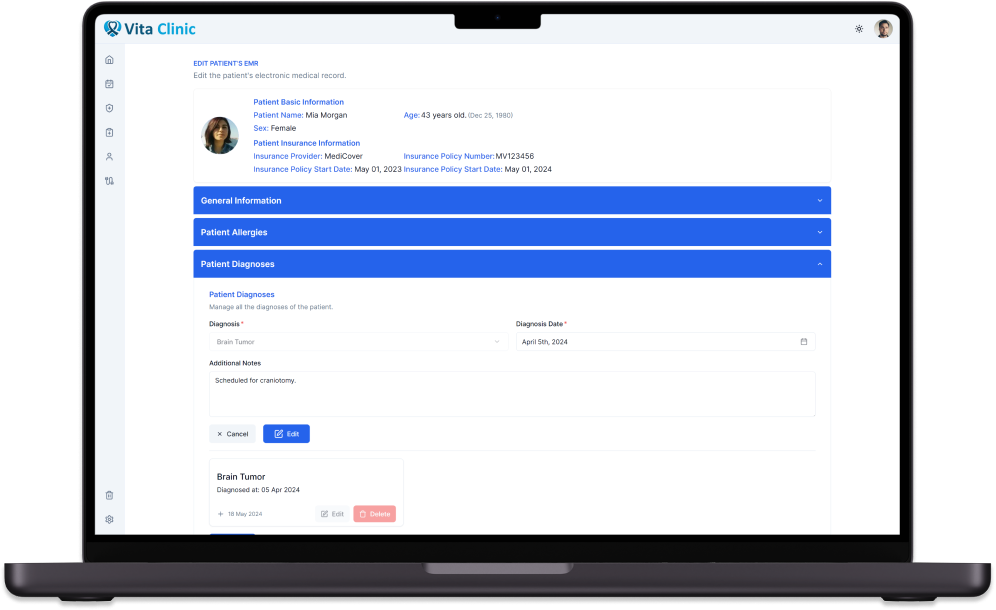 Vita Clinic
EDIT PATIENT'S EMR
Edit the patient's electronic medical record.
Patient Basic Information
Patient Name: Mia Morgan Age: 43 years old. (Dec 25, 1980)
Sex: Female
Patient Insurance Information
Insurance Provider: MediCover Insurance Policy Number: MV123456
Insurance Policy Start Date: May 01, 2023 Insurance Policy Start Date: May 01, 2024
General Information
Patient Allergies
Patient Diagnoses
Patient Diagnoses
Manage all the diagnoses of the patient.
Diagnosis* Diagnosis Date*
Brain Tumor April 5th, 2024
Additional Notes
Scheduled for craniotomy.
Cancel Edit
Brain Tumor
Diagnosed at: 05 Apr 2024
18 May 2024 Edit Delete